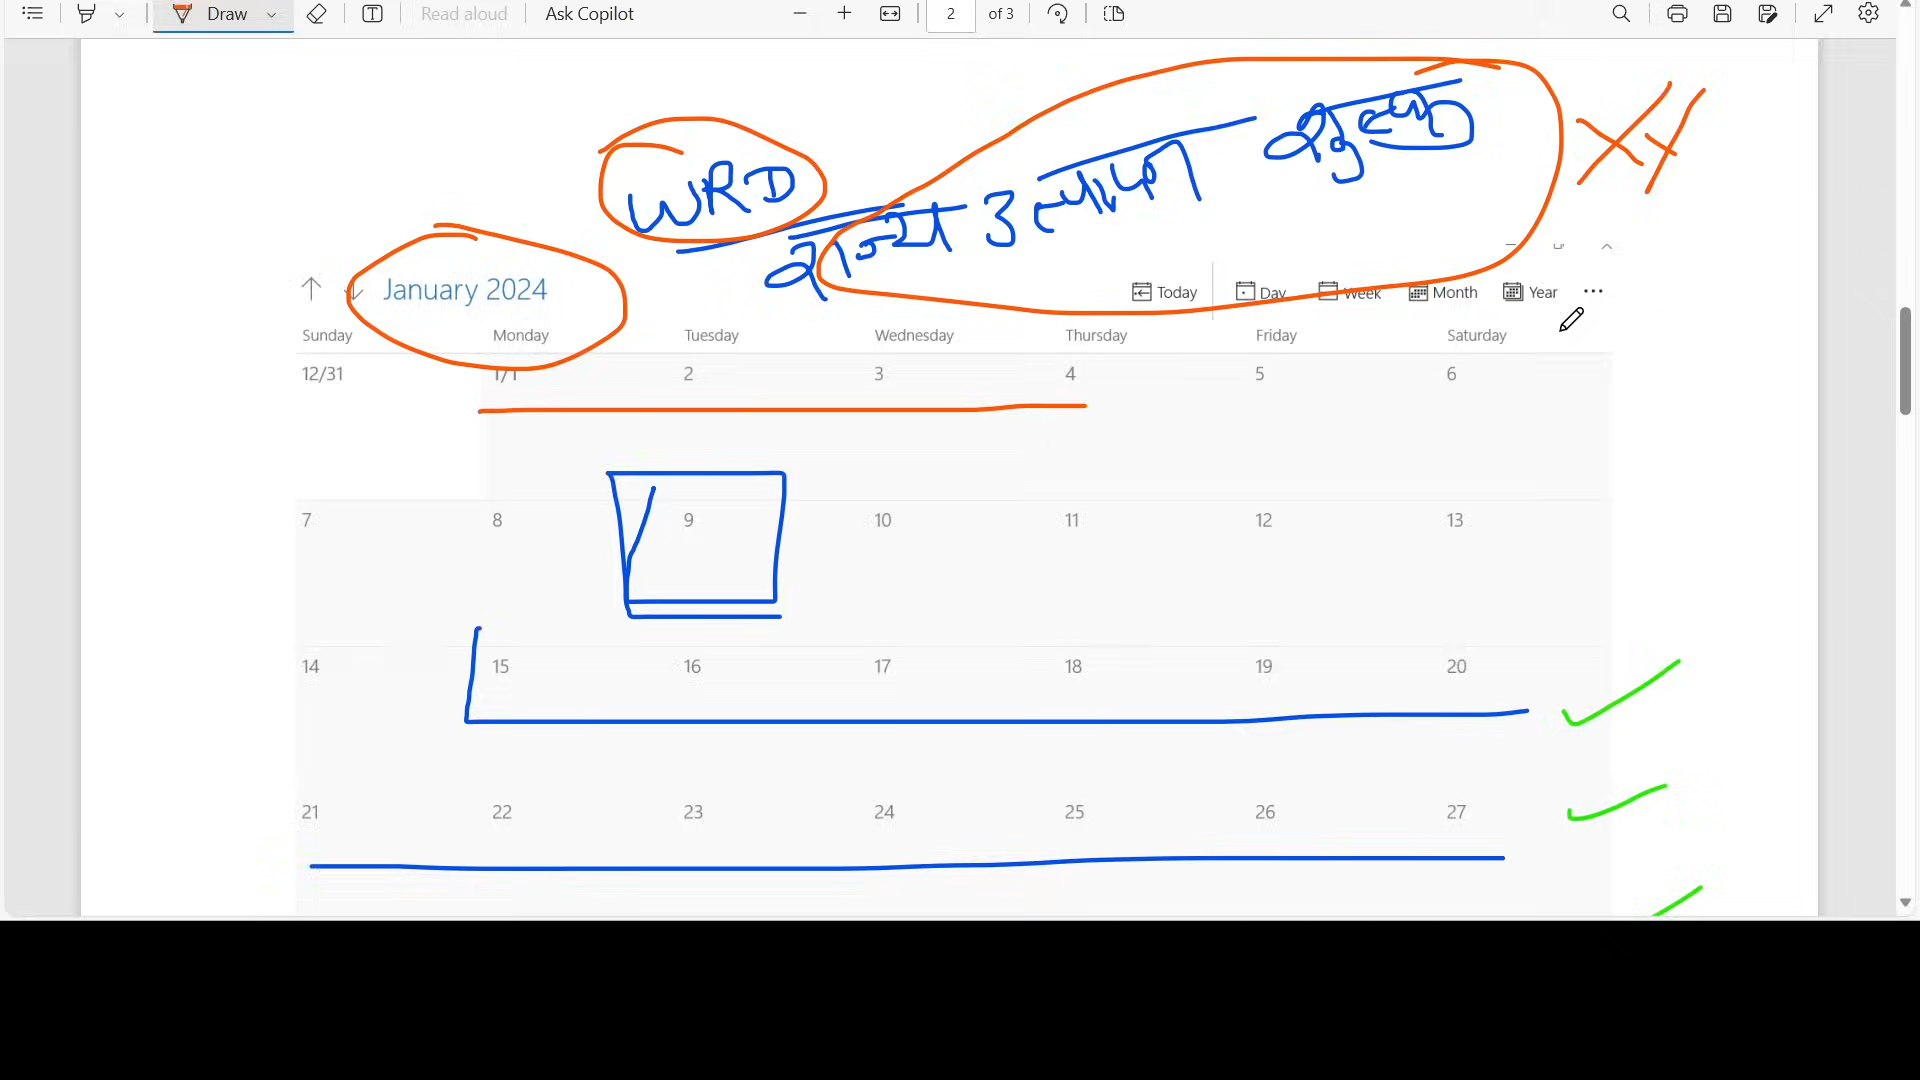 Draw Read aloud Ask Copilot 2 of 3
WRD
January 2024 Today Day Week Month Year
Sunday Monday Tuesday Wednesday Thursday Friday Saturday
12/31 1/1 2 3 4 5 6
7 8 9 10 11 12 13
14 15 16 17 18 19 20
21 22 23 24 25 26 27